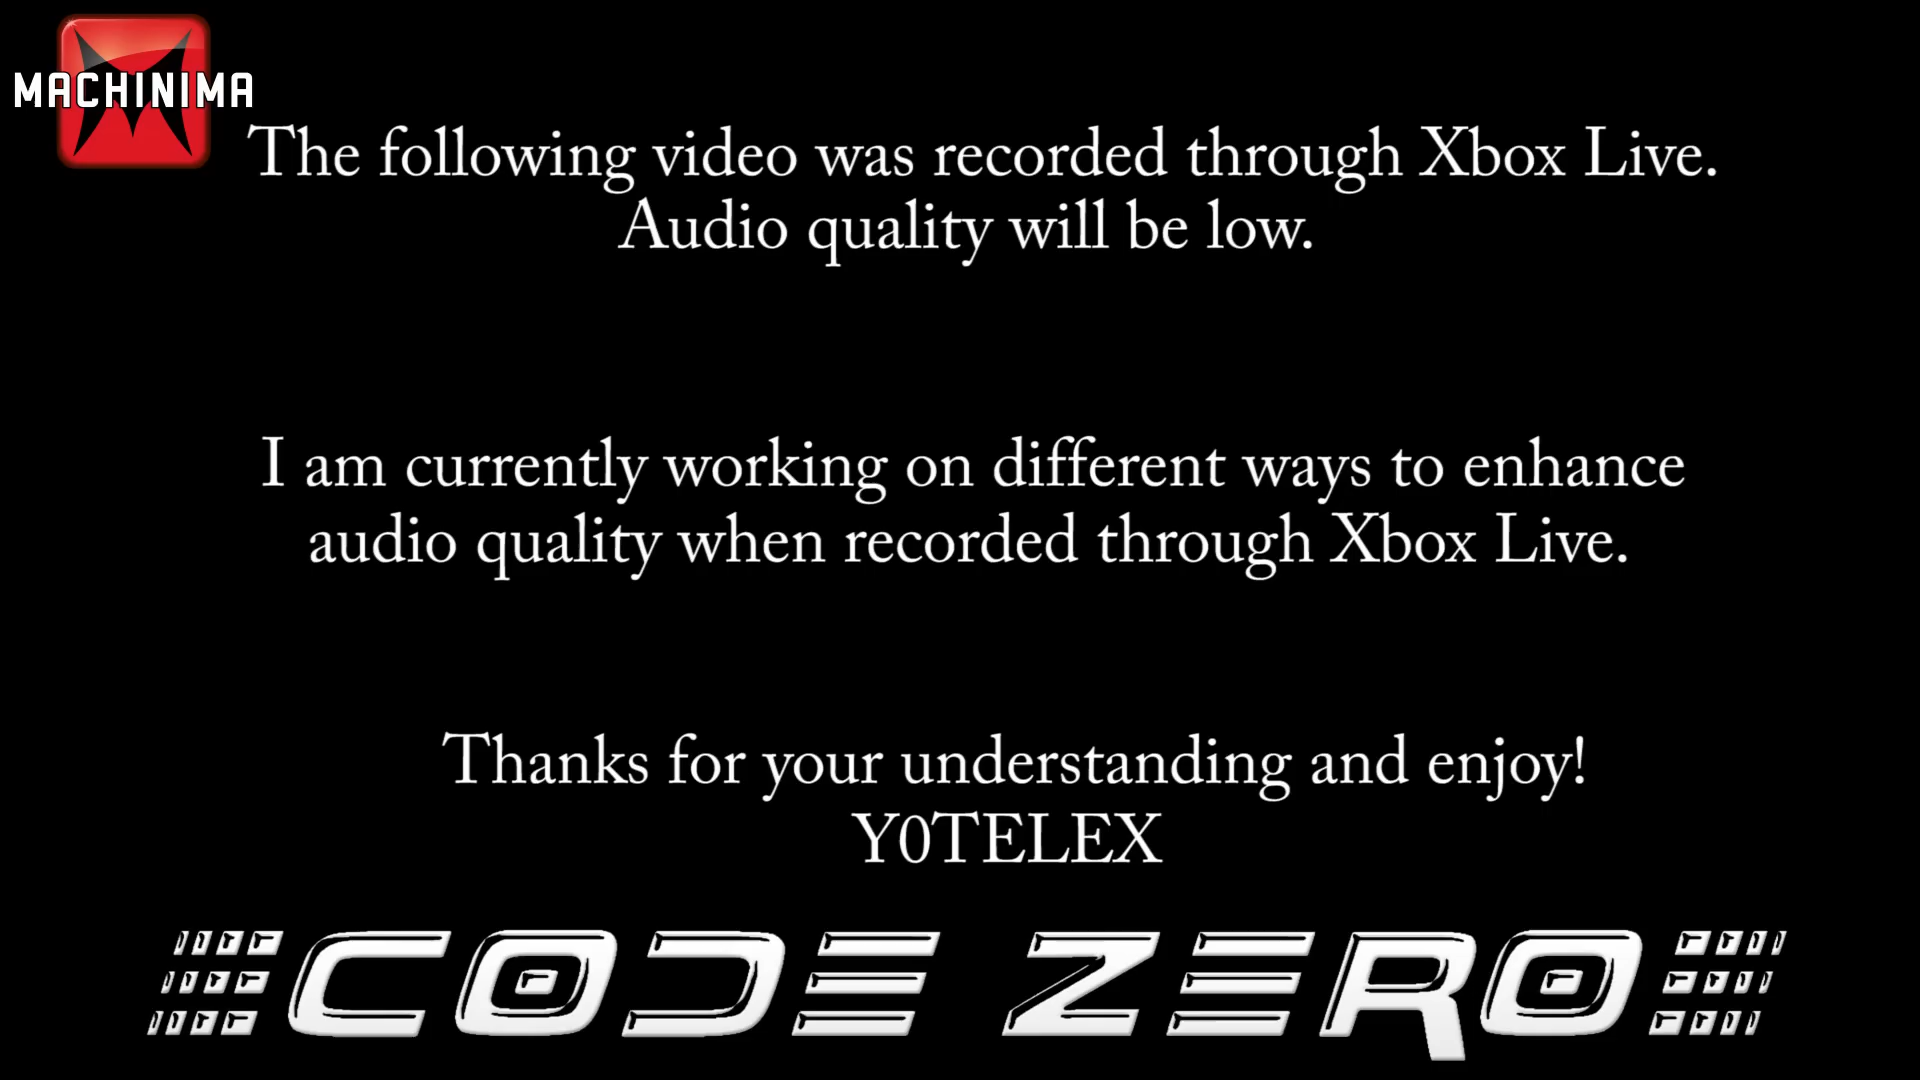 MACHINIMA
The following video was recorded through Xbox Live.
Audio quality will be low.
I am currently working on different ways to enhance
audio quality when recorded through Xbox Live.
Thanks for your understanding and enjoy!
Y0TELEX
CODE ZERO